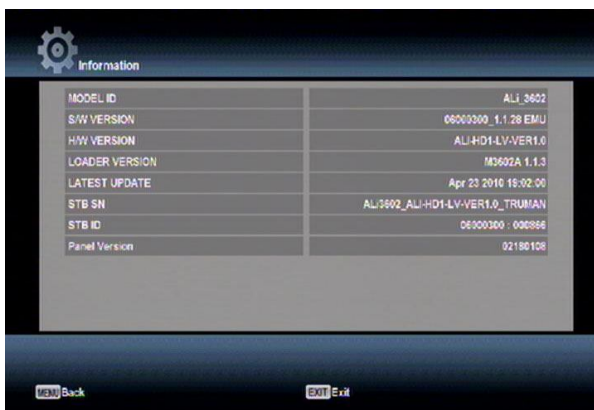 Information
MODEL ID ALi_3602
S/W VERSION 06000300_1.1.28 EMU
H/W VERSION ALI-HD1-LV-VER1.0
LOADER VERSION M3602A 1.1.3
LATEST UPDATE Apr 23 2010 19:02:00
STB SN ALi3602_ALI-HD1-LV-VER1.0_TRUMAN
STB ID 06000300 : 000866
Panel Version 02180108
MENU Back EXIT Exit